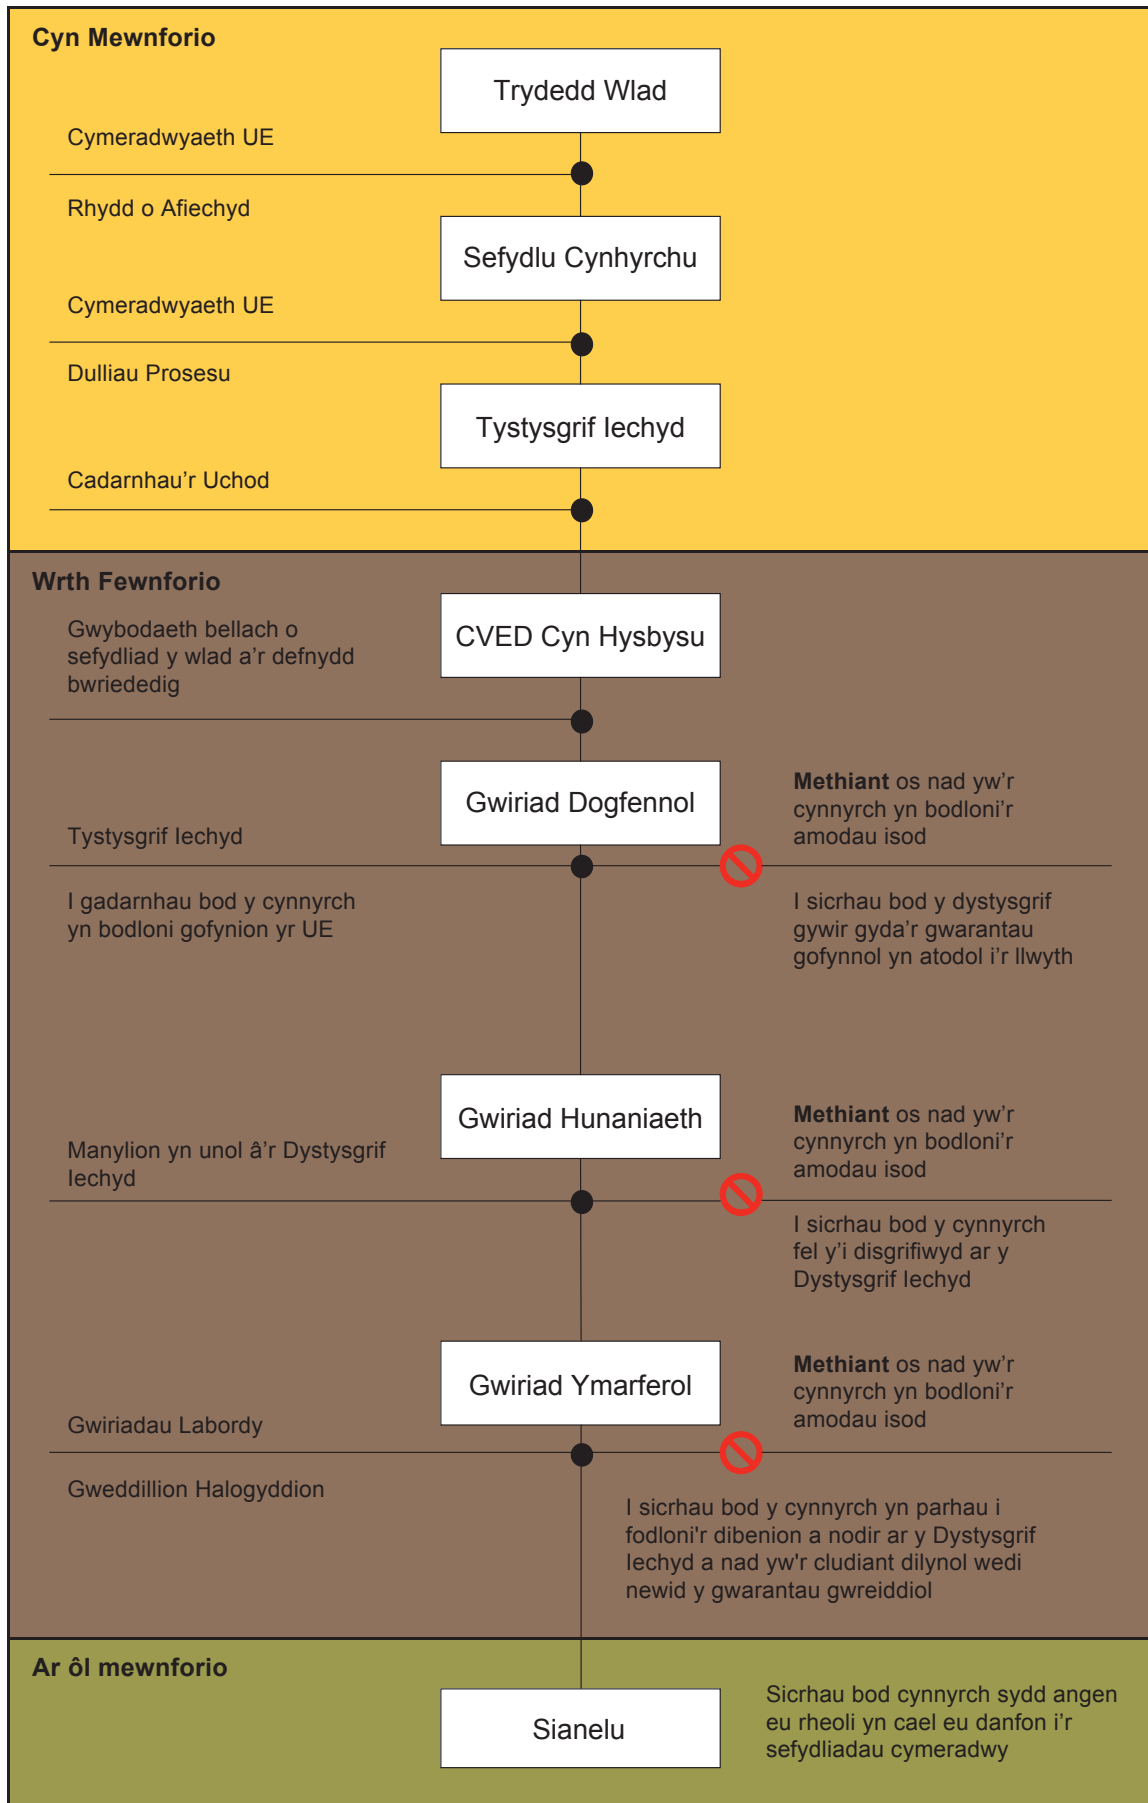 Cyn Mewnforio
Trydedd Wlad
Cymeradwyaeth UE
Rhydd o Afiechyd
Sefydlu Cynhyrchu
Cymeradwyaeth UE
Dulliau Prosesu
Tystysgrif Iechyd
Cadarnhau’r Uchod
Wrth Fewnforio
CVED Cyn Hysbysu
Gwybodaeth bellach o
sefydliad y wlad a’r defnydd
bwriededig
Gwiriad Dogfennol
Methiant os nad yw’r
cynnyrch yn bodloni’r
amodau isod
Tystysgrif Iechyd
I gadarnhau bod y cynnyrch
yn bodloni gofynion yr UE
I sicrhau bod y dystysgrif
gywir gyda’r gwarantau
gofynnol yn atodol i’r llwyth
Gwiriad Hunaniaeth
Methiant os nad yw’r
cynnyrch yn bodloni’r
amodau isod
Manylion yn unol â’r Dystysgrif
Iechyd
I sicrhau bod y cynnyrch
fel y’i disgrifiwyd ar y
Dystysgrif Iechyd
Gwiriad Ymarferol
Methiant os nad yw’r
cynnyrch yn bodloni’r
amodau isod
Gwiriadau Labordy
Gweddillion Halogyddion
I sicrhau bod y cynnyrch yn parhau i
fodloni'r dibenion a nodir ar y Dystysgrif
Iechyd a nad yw'r cludiant dilynol wedi
newid y gwarantau gwreiddiol
Ar ôl mewnforio
Sianelu
Sicrhau bod cynnyrch sydd angen
eu rheoli yn cael eu danfon i’r
sefydliadau cymeradwy